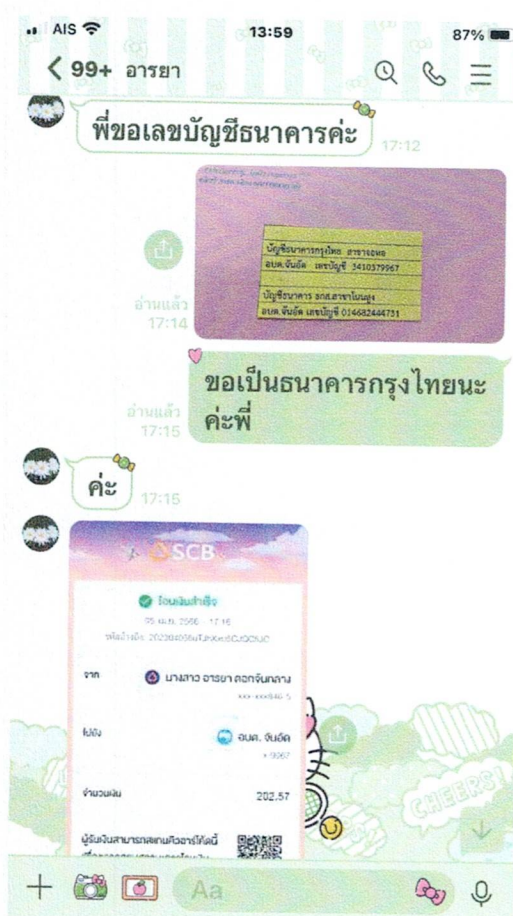 AIS 13:59 87%
99+ อารยา
พี่ขอเลขบัญชีธนาคารค่ะ
17:12
บัญชีธนาคารกรุงไทย สาขาจอหอ
อบต.จันอัด เลขบัญชี 3410379967
บัญชีธนาคาร ธกส.สาขาโนนสูง
อบต.จันอัด เลขบัญชี 014682444731
อ่านแล้ว
17:14
ขอเป็นธนาคารกรุงไทยนะ
ค่ะพี่
อ่านแล้ว
17:15
ค่ะ
17:15
SCB
โอนเงินสำเร็จ
05 เม.ย. 2566 - 17:16
จาก นางสาว อารยา ดอกจันกลาง
ไปยัง อบต. จันอัด
x-9967
จำนวนเงิน 202.57
ผู้รับเงินสามารถสแกนคิวอาร์โค้ดนี้
CHEERS!
Aa